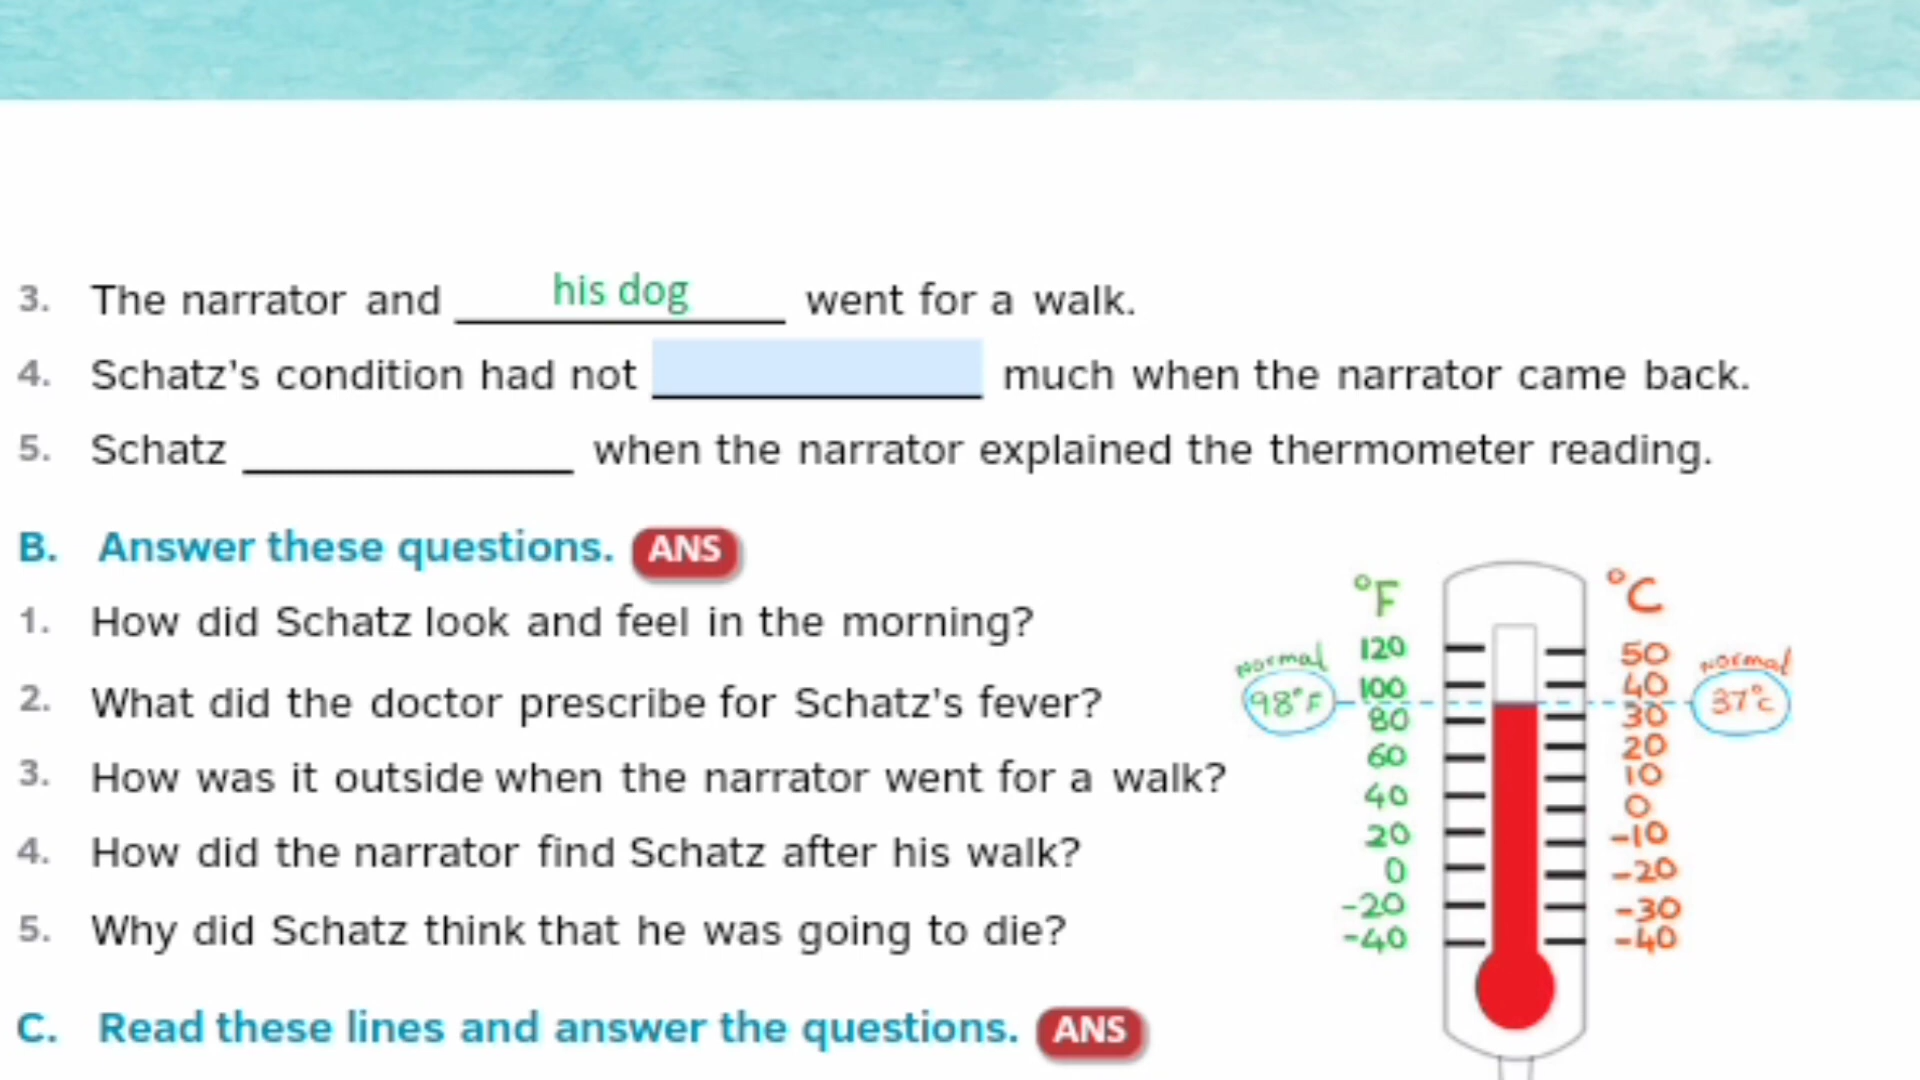 3. The narrator and his dog went for a walk.
4. Schatz's condition had not much when the narrator came back.
5. Schatz when the narrator explained the thermometer reading.
B. Answer these questions. ANS
1. How did Schatz look and feel in the morning?
2. What did the doctor prescribe for Schatz's fever?
3. How was it outside when the narrator went for a walk?
4. How did the narrator find Schatz after his walk?
5. Why did Schatz think that he was going to die?
C. Read these lines and answer the questions. ANS
°F
120
100
80
60
40
20
0
-20
-40
normal
98°F
°C
50
40
30
20
10
0
-10
-20
-30
-40
normal
37°C